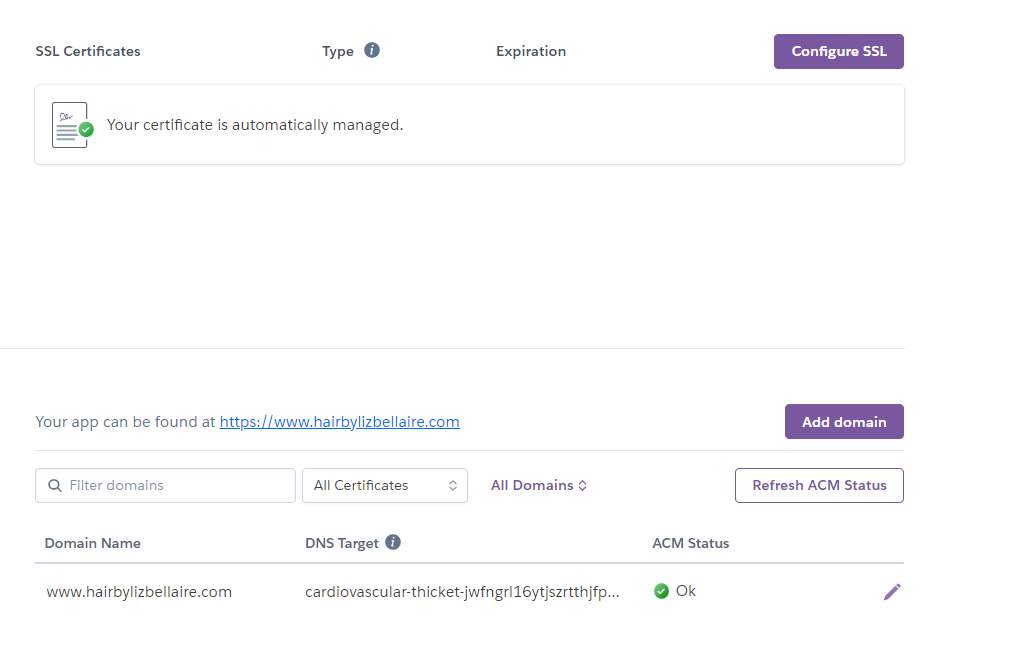 SSL Certificates Type Expiration Configure SSL
Your certificate is automatically managed.
Your app can be found at https://www.hairbylizbellaire.com Add domain
Filter domains All Certificates All Domains Refresh ACM Status
Domain Name DNS Target ACM Status
www.hairbylizbellaire.com cardiovascular-thicket-jwfngrl16ytjszrtthjfp... Ok